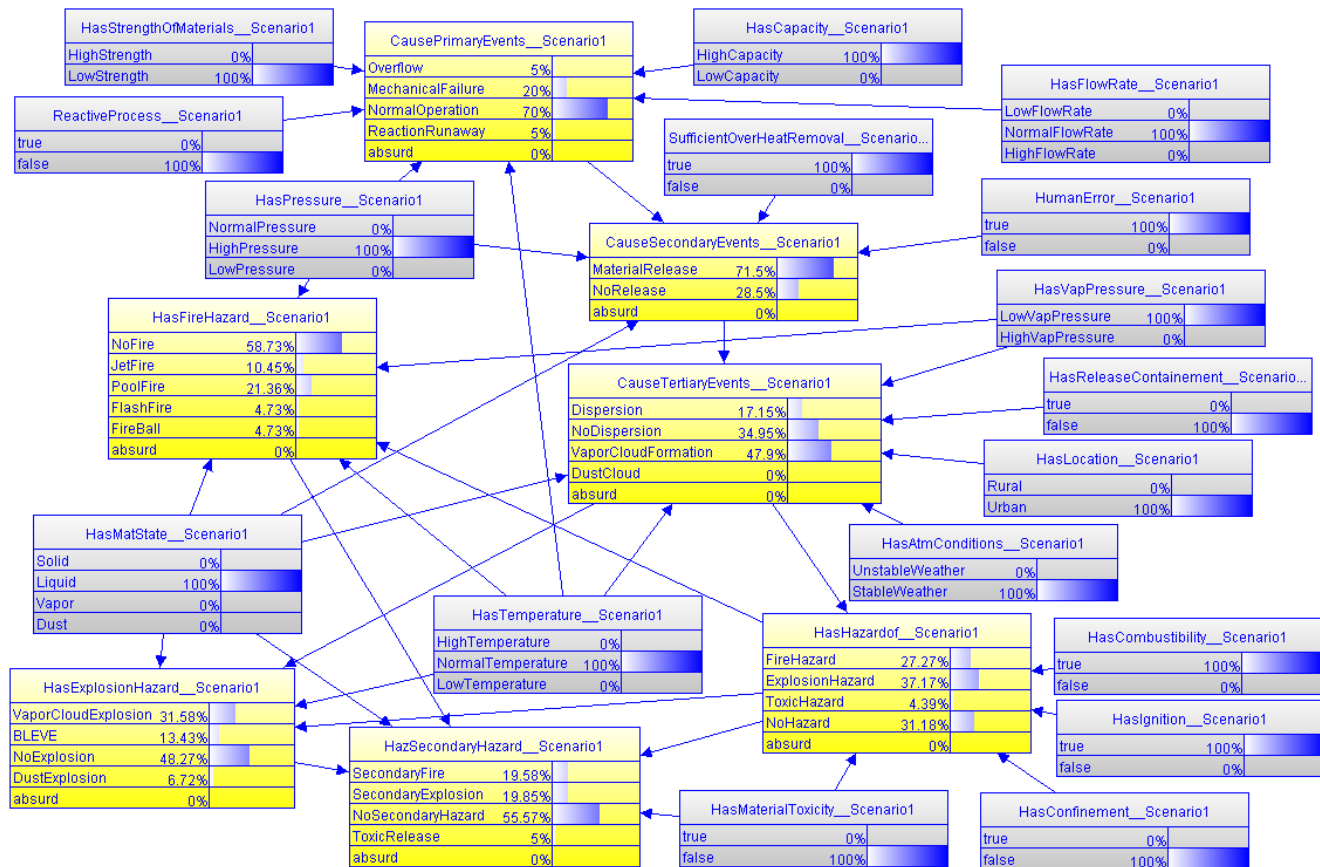 HasStrengthOfMaterials__Scenario1
HighStrength 0%
LowStrength 100%
CausePrimaryEvents__Scenario1
Overflow 5%
MechanicalFailure 20%
NormalOperation 70%
ReactionRunaway 5%
absurd 0%
HasCapacity__Scenario1
HighCapacity 100%
LowCapacity 0%
HasFlowRate__Scenario1
LowFlowRate 0%
NormalFlowRate 100%
HighFlowRate 0%
ReactiveProcess__Scenario1
true 0%
false 100%
SufficientOverHeatRemoval__Scenario...
true 100%
false 0%
HasPressure__Scenario1
NormalPressure 0%
HighPressure 100%
LowPressure 0%
HumanError__Scenario1
true 100%
false 0%
CauseSecondaryEvents__Scenario1
MaterialRelease 71.5%
NoRelease 28.5%
absurd 0%
HasVapPressure__Scenario1
LowVapPressure 100%
HighVapPressure 0%
HasFireHazard__Scenario1
NoFire 58.73%
JetFire 10.45%
PoolFire 21.36%
FlashFire 4.73%
FireBall 4.73%
absurd 0%
CauseTertiaryEvents__Scenario1
Dispersion 17.15%
NoDispersion 34.95%
VaporCloudFormation 47.9%
DustCloud 0%
absurd 0%
HasReleaseContainement__Scenario...
true 0%
false 100%
HasLocation__Scenario1
Rural 0%
Urban 100%
HasMatState__Scenario1
Solid 0%
Liquid 100%
Vapor 0%
Dust 0%
HasAtmConditions__Scenario1
UnstableWeather 0%
StableWeather 100%
HasTemperature__Scenario1
HighTemperature 0%
NormalTemperature 100%
LowTemperature 0%
HasHazardof__Scenario1
FireHazard 27.27%
ExplosionHazard 37.17%
ToxicHazard 4.39%
NoHazard 31.18%
absurd 0%
HasCombustibility__Scenario1
true 100%
false 0%
HasExplosionHazard__Scenario1
VaporCloudExplosion 31.58%
BLEVE 13.43%
NoExplosion 48.27%
DustExplosion 6.72%
absurd 0%
HasIgnition__Scenario1
true 100%
false 0%
HazSecondaryHazard__Scenario1
SecondaryFire 19.58%
SecondaryExplosion 19.85%
NoSecondaryHazard 55.57%
ToxicRelease 5%
absurd 0%
HasMaterialToxicity__Scenario1
true 0%
false 100%
HasConfinement__Scenario1
true 0%
false 100%